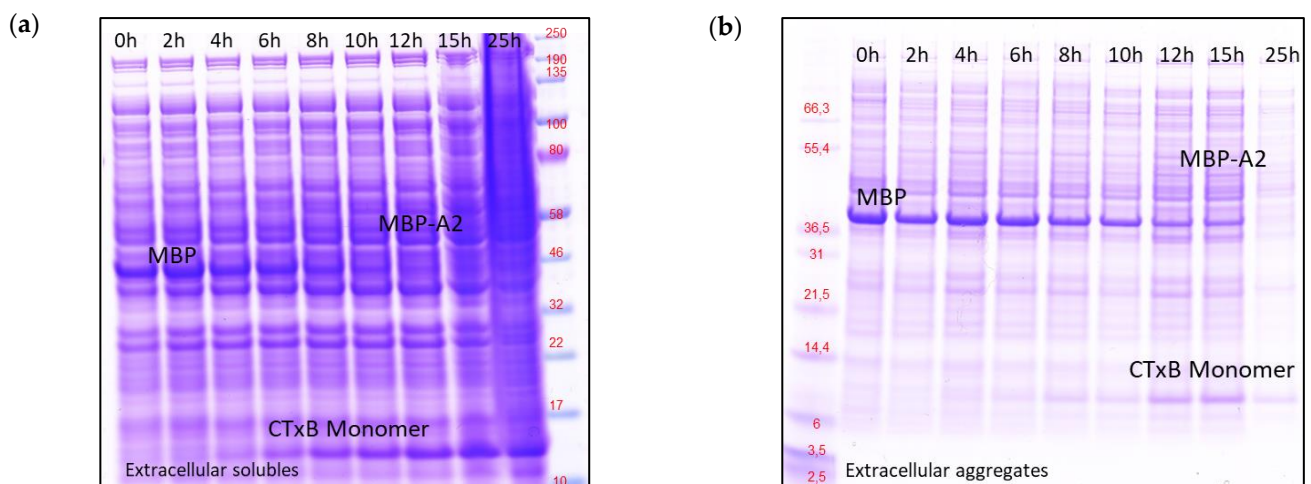 (a)
0h 2h 4h 6h 8h 10h 12h 15h 25h
250
190
135
100
80
MBP-A2
58
MBP
46
32
22
17
CTxB Monomer
Extracellular solubles
10
(b)
0h 2h 4h 6h 8h 10h 12h 15h 25h
66,3
55,4
MBP-A2
MBP
36,5
31
21,5
14,4
CTxB Monomer
6
3,5
2,5
Extracellular aggregates